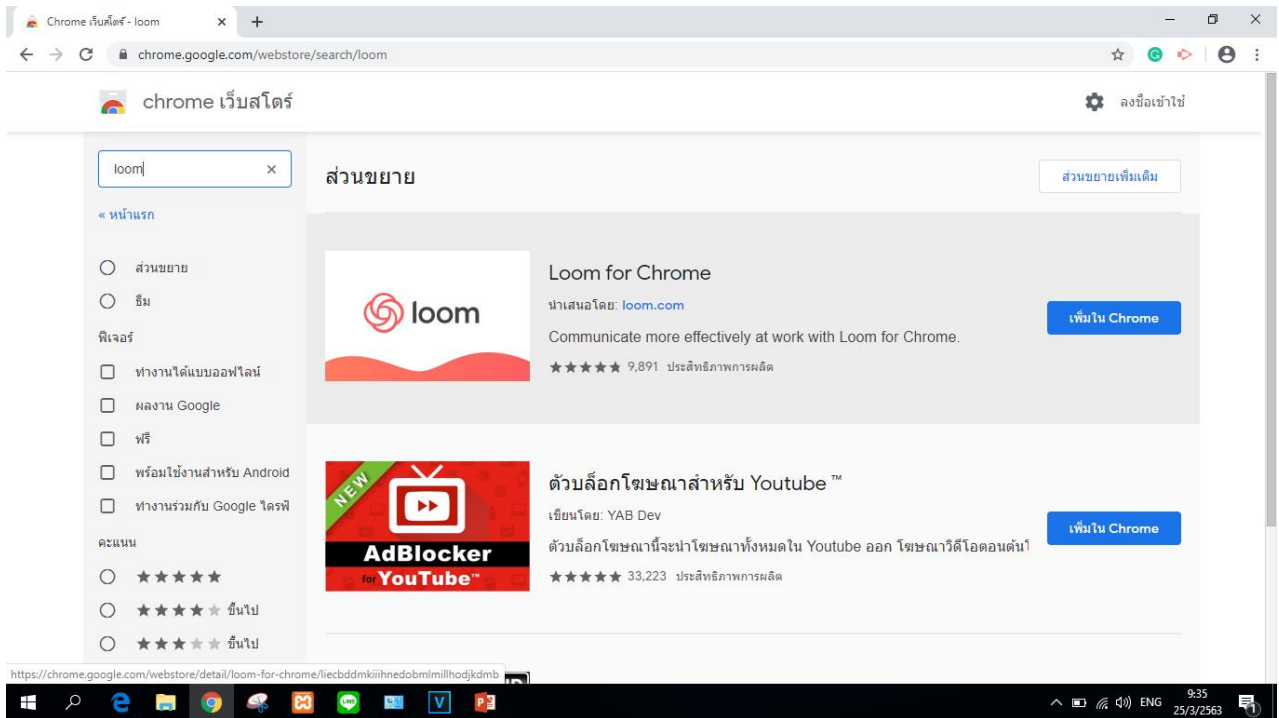 Chrome เว็บสโตร์ - loom
chrome.google.com/webstore/search/loom
chrome เว็บสโตร์
ลงชื่อเข้าใช้
loom
« หน้าแรก
ส่วนขยาย
ธีม
ฟีเจอร์
ทำงานได้แบบออฟไลน์
ผลงาน Google
ฟรี
พร้อมใช้งานสำหรับ Android
ทำงานร่วมกับ Google ไดรฟ์
คะแนน
ขึ้นไป
ขึ้นไป
ส่วนขยาย
ส่วนขยายเพิ่มเติม
loom
Loom for Chrome
นำเสนอโดย: loom.com
Communicate more effectively at work with Loom for Chrome.
9,891 ประสิทธิภาพการผลิต
เพิ่มใน Chrome
NEW
AdBlocker
for YouTube™
ตัวบล็อกโฆษณาสำหรับ Youtube ™
เขียนโดย: YAB Dev
ตัวบล็อกโฆษณานี้จะนำโฆษณาทั้งหมดใน Youtube ออก โฆษณาวิดีโอตอนต้น
33,223 ประสิทธิภาพการผลิต
เพิ่มใน Chrome
https://chrome.google.com/webstore/detail/loom-for-chrome/liecbddmkiiihnedobmlmillhodjkdmb
LINE
V
ENG
9:35
25/3/2563
1